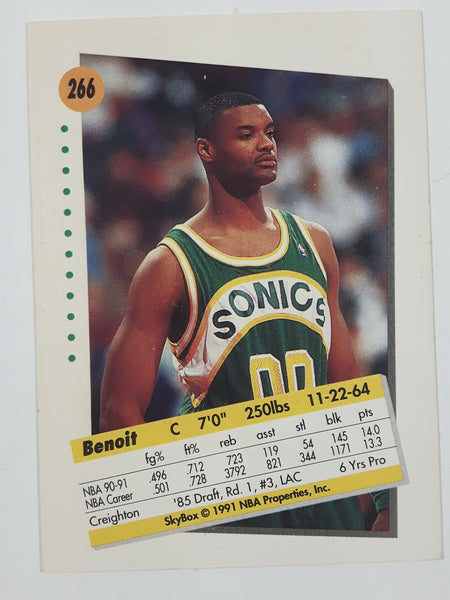 266
SONICS
00
Benoit C 7'0" 250lbs 11-22-64
fg% ft% reb asst stl blk pts
NBA 90-91 .496 .712 723 119 54 145 14.0
NBA Career .501 .728 3792 821 344 1171 13.3
Creighton '85 Draft, Rd. 1, #3, LAC 6 Yrs Pro
SkyBox © 1991 NBA Properties, Inc.